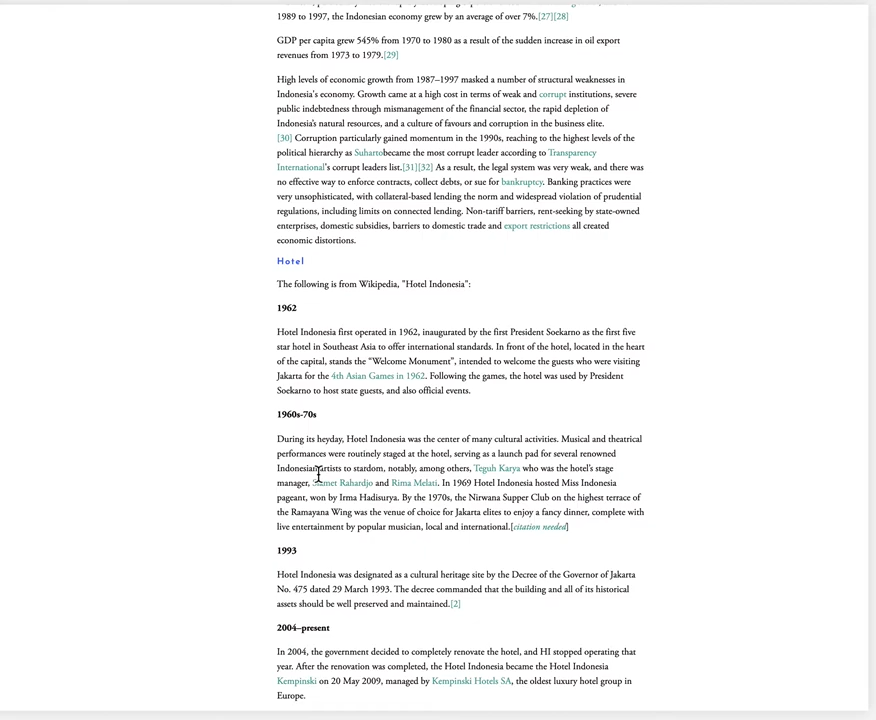 1989 to 1997, the Indonesian economy grew by an average of over 7%.[27][28]
GDP per capita grew 545% from 1970 to 1980 as a result of the sudden increase in oil export
revenues from 1973 to 1979.[29]
High levels of economic growth from 1987–1997 masked a number of structural weaknesses in
Indonesia's economy. Growth came at a high cost in terms of weak and corrupt institutions, severe
public indebtedness through mismanagement of the financial sector, the rapid depletion of
Indonesia's natural resources, and a culture of favours and corruption in the business elite.
[30] Corruption particularly gained momentum in the 1990s, reaching to the highest levels of the
political hierarchy as Suhartobecame the most corrupt leader according to Transparency
International's corrupt leaders list.[31][32] As a result, the legal system was very weak, and there was
no effective way to enforce contracts, collect debts, or sue for bankruptcy. Banking practices were
very unsophisticated, with collateral-based lending the norm and widespread violation of prudential
regulations, including limits on connected lending. Non-tariff barriers, rent-seeking by state-owned
enterprises, domestic subsidies, barriers to domestic trade and export restrictions all created
economic distortions.
Hotel
The following is from Wikipedia, "Hotel Indonesia":
1962
Hotel Indonesia first operated in 1962, inaugurated by the first President Soekarno as the first five
star hotel in Southeast Asia to offer international standards. In front of the hotel, located in the heart
of the capital, stands the “Welcome Monument”, intended to welcome the guests who were visiting
Jakarta for the 4th Asian Games in 1962. Following the games, the hotel was used by President
Soekarno to host state guests, and also official events.
1960s-70s
During its heyday, Hotel Indonesia was the center of many cultural activities. Musical and theatrical
performances were routinely staged at the hotel, serving as a launch pad for several renowned
Indonesian artists to stardom, notably, among others, Teguh Karya who was the hotel's stage
manager, Rahardjo and Rima Melati. In 1969 Hotel Indonesia hosted Miss Indonesia
pageant, won by Irma Hadisurya. By the 1970s, the Nirwana Supper Club on the highest terrace of
the Ramayana Wing was the venue of choice for Jakarta elites to enjoy a fancy dinner, complete with
live entertainment by popular musician, local and international.[citation needed]
1993
Hotel Indonesia was designated as a cultural heritage site by the Decree of the Governor of Jakarta
No. 475 dated 29 March 1993. The decree commanded that the building and all of its historical
assets should be well preserved and maintained.[2]
2004–present
In 2004, the government decided to completely renovate the hotel, and HI stopped operating that
year. After the renovation was completed, the Hotel Indonesia became the Hotel Indonesia
Kempinski on 20 May 2009, managed by Kempinski Hotels SA, the oldest luxury hotel group in
Europe.